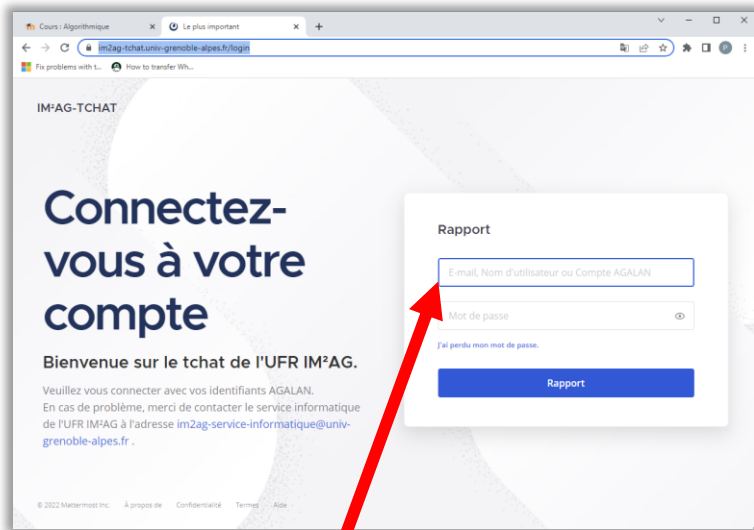 Cours : Algorithmique
Le plus important
im2ag-tchat.univ-grenoble-alpes.fr/login
Fix problems with t...
How to transfer Wh...
IM²AG-TCHAT
Connectez-
vous à votre
compte
Bienvenue sur le tchat de l'UFR IM²AG.
Veuillez vous connecter avec vos identifiants AGALAN.
En cas de problème, merci de contacter le service informatique
de l'UFR IM²AG à l'adresse im2ag-service-informatique@univ-
grenoble-alpes.fr .
Rapport
E-mail, Nom d'utilisateur ou Compte AGALAN
Mot de passe
J'ai perdu mon mot de passe.
Rapport
© 2022 Mattermost Inc.
À propos de
Confidentialité
Termes
Aide
P